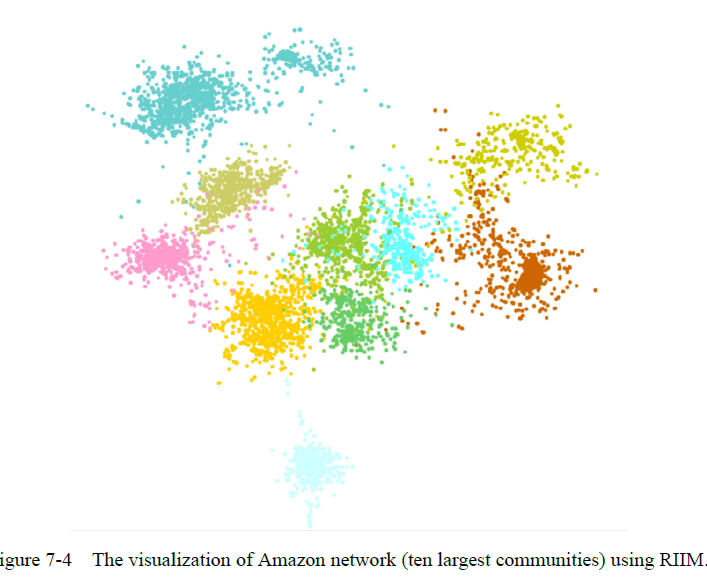 igure 7-4 The visualization of Amazon network (ten largest communities) using RIIM.